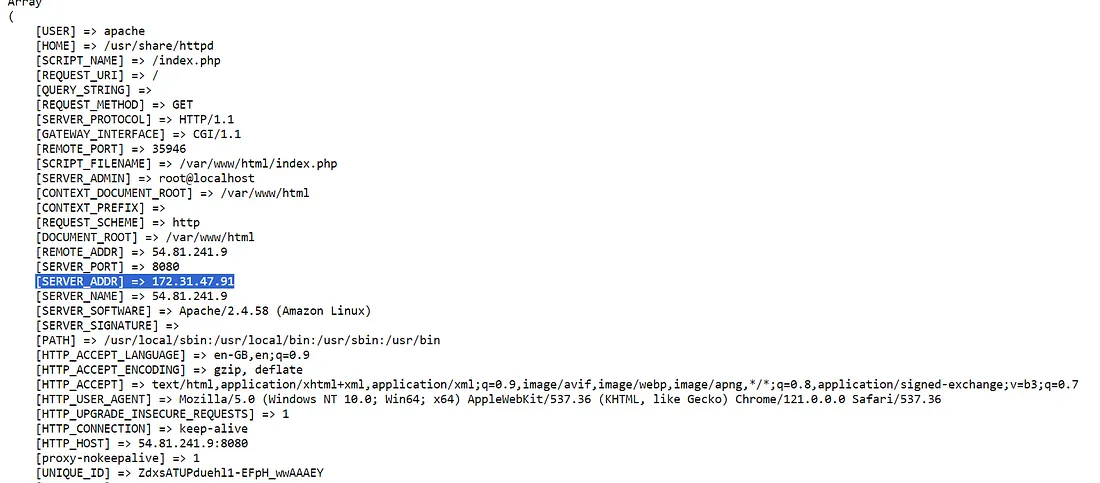 Array
(
[USER] => apache
[HOME] => /usr/share/httpd
[SCRIPT_NAME] => /index.php
[REQUEST_URI] => /
[QUERY_STRING] =>
[REQUEST_METHOD] => GET
[SERVER_PROTOCOL] => HTTP/1.1
[GATEWAY_INTERFACE] => CGI/1.1
[REMOTE_PORT] => 35946
[SCRIPT_FILENAME] => /var/www/html/index.php
[SERVER_ADMIN] => root@localhost
[CONTEXT_DOCUMENT_ROOT] => /var/www/html
[CONTEXT_PREFIX] =>
[REQUEST_SCHEME] => http
[DOCUMENT_ROOT] => /var/www/html
[REMOTE_ADDR] => 54.81.241.9
[SERVER_PORT] => 8080
[SERVER_ADDR] => 172.31.47.91
[SERVER_NAME] => 54.81.241.9
[SERVER_SOFTWARE] => Apache/2.4.58 (Amazon Linux)
[SERVER_SIGNATURE] =>
[PATH] => /usr/local/sbin:/usr/local/bin:/usr/sbin:/usr/bin
[HTTP_ACCEPT_LANGUAGE] => en-GB,en;q=0.9
[HTTP_ACCEPT_ENCODING] => gzip, deflate
[HTTP_ACCEPT] => text/html,application/xhtml+xml,application/xml;q=0.9,image/avif,image/webp,image/apng,*/*;q=0.8,application/signed-exchange;v=b3;q=0.7
[HTTP_USER_AGENT] => Mozilla/5.0 (Windows NT 10.0; Win64; x64) AppleWebKit/537.36 (KHTML, like Gecko) Chrome/121.0.0.0 Safari/537.36
[HTTP_UPGRADE_INSECURE_REQUESTS] => 1
[HTTP_CONNECTION] => keep-alive
[HTTP_HOST] => 54.81.241.9:8080
[proxy-nokeepalive] => 1
[UNIQUE_ID] => ZdxsATUPduehl1-EFpH_wwAAAEY